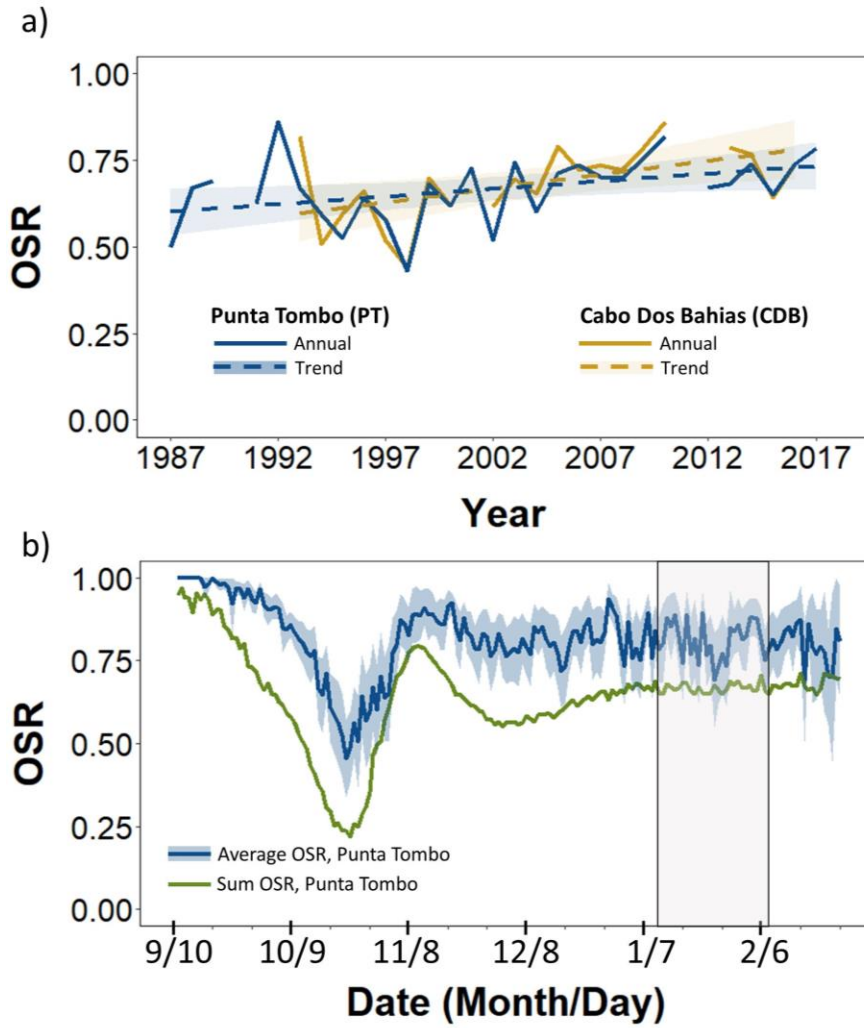 a)
1.00
0.75
0.50
0.25
0.00
OSR
Punta Tombo (PT)
Annual
Trend
Cabo Dos Bahias (CDB)
Annual
Trend
1987 1992 1997 2002 2007 2012 2017
Year
b)
1.00
0.75
0.50
0.25
0.00
OSR
Average OSR, Punta Tombo
Sum OSR, Punta Tombo
9/10 10/9 11/8 12/8 1/7 2/6
Date (Month/Day)